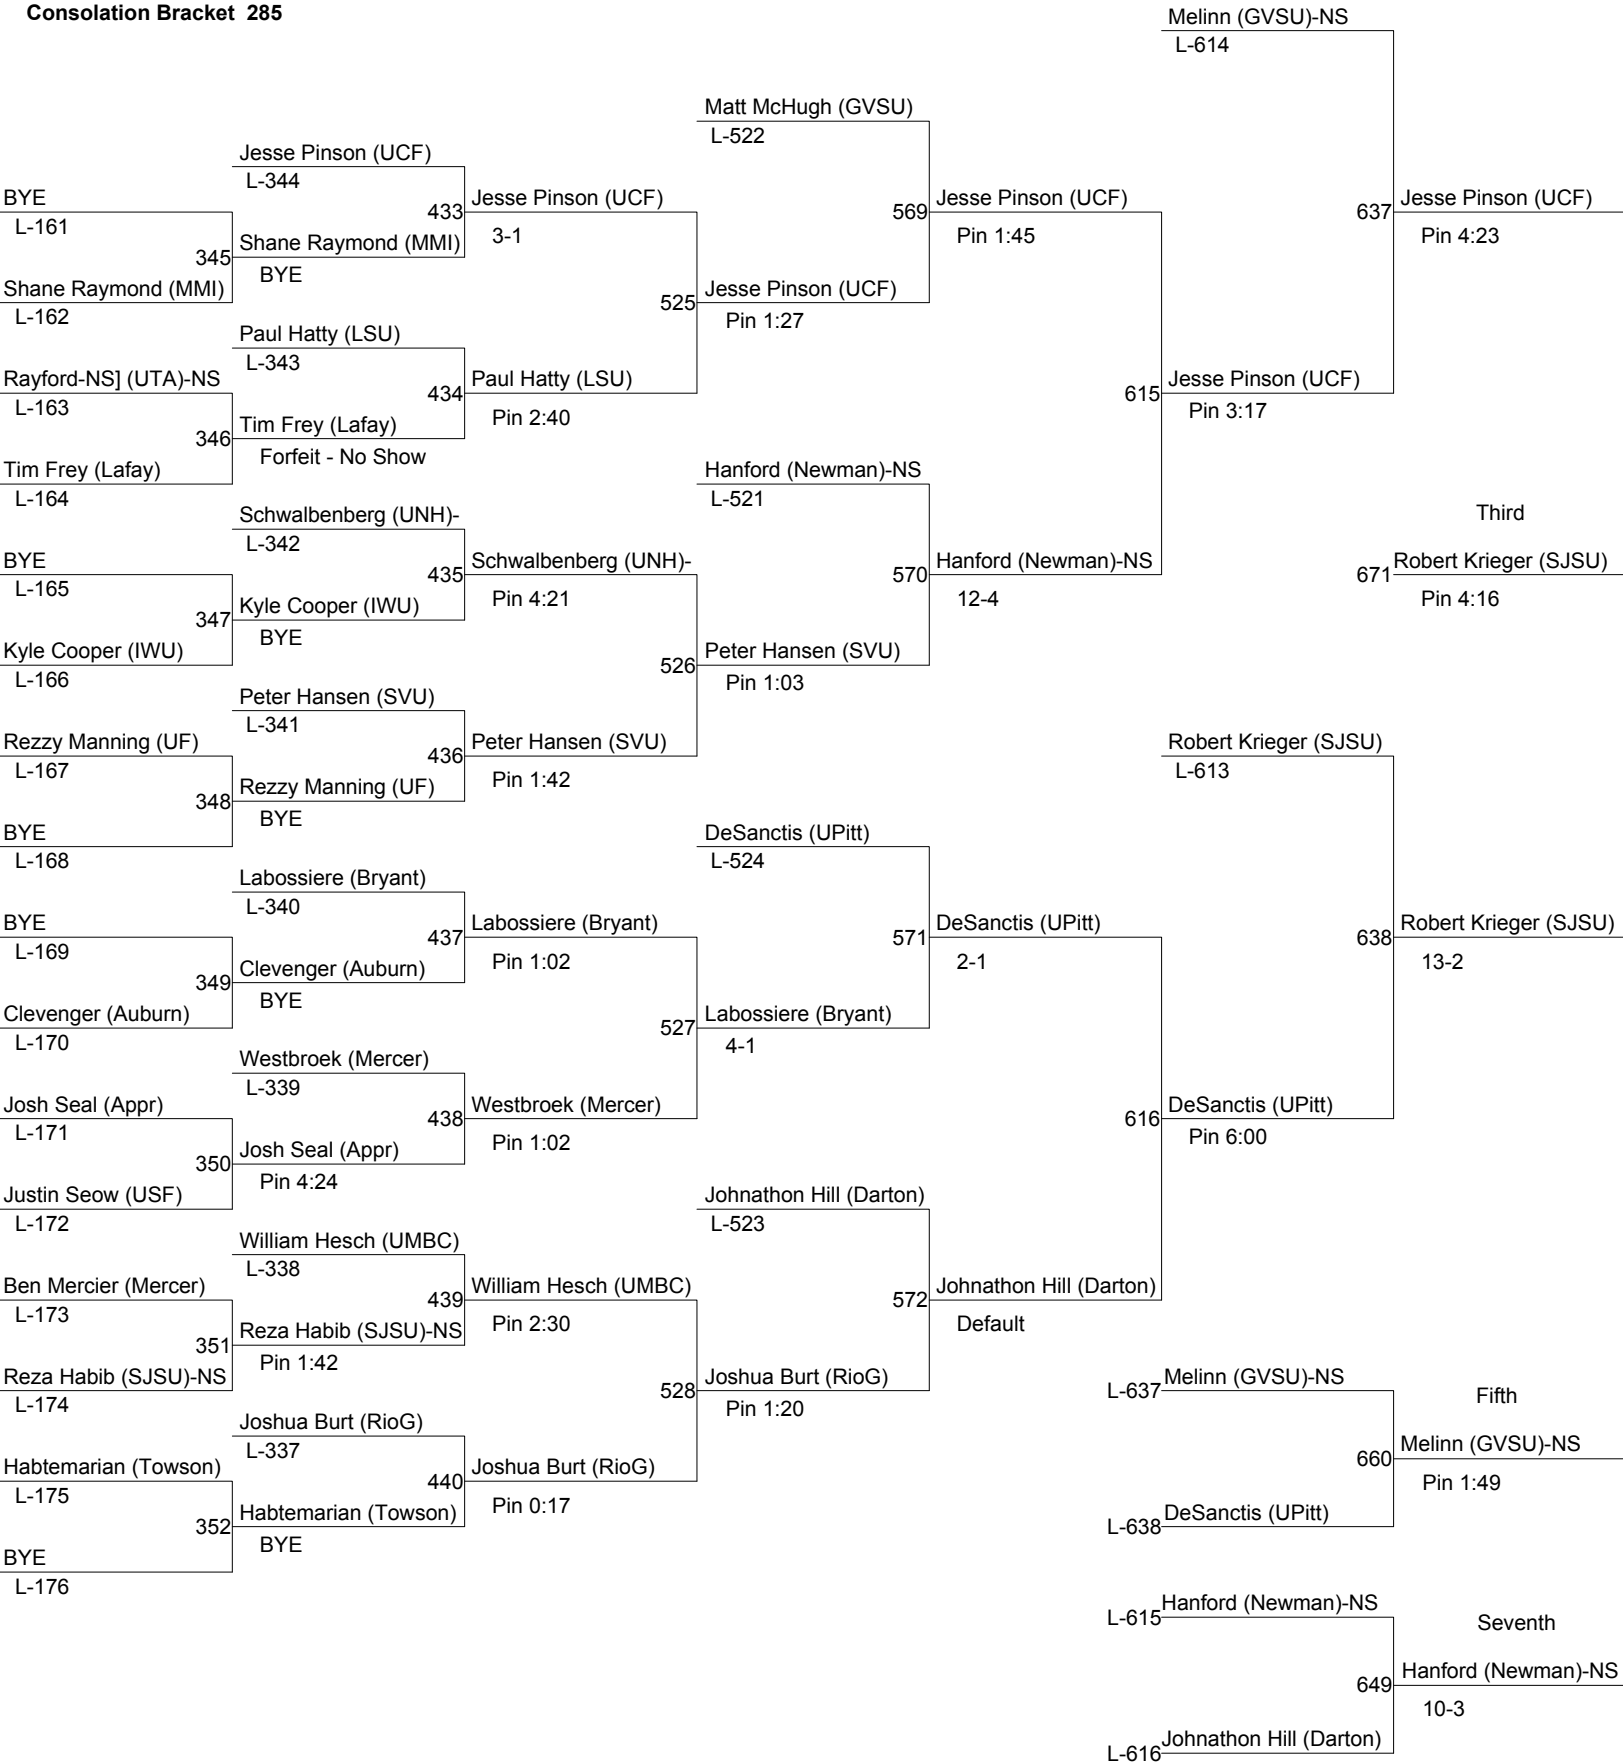 Consolation Bracket 285
Melinn (GVSU)-NS
L-614
Matt McHugh (GVSU)
L-522
Jesse Pinson (UCF)
L-344
BYE
L-161
433
Jesse Pinson (UCF)
3-1
569
Jesse Pinson (UCF)
Pin 1:45
637
Jesse Pinson (UCF)
Pin 4:23
345
Shane Raymond (MMI)
BYE
Shane Raymond (MMI)
L-162
525
Jesse Pinson (UCF)
Pin 1:27
Paul Hatty (LSU)
L-343
Rayford-NS] (UTA)-NS
L-163
434
Paul Hatty (LSU)
Pin 2:40
615
Jesse Pinson (UCF)
Pin 3:17
346
Tim Frey (Lafay)
Forfeit - No Show
Tim Frey (Lafay)
L-164
Hanford (Newman)-NS
L-521
Schwalbenberg (UNH)-
L-342
Third
BYE
L-165
435
Schwalbenberg (UNH)-
Pin 4:21
570
Hanford (Newman)-NS
12-4
671
Robert Krieger (SJSU)
Pin 4:16
347
Kyle Cooper (IWU)
BYE
Kyle Cooper (IWU)
L-166
526
Peter Hansen (SVU)
Pin 1:03
Peter Hansen (SVU)
L-341
Rezzy Manning (UF)
L-167
436
Peter Hansen (SVU)
Pin 1:42
Robert Krieger (SJSU)
L-613
348
Rezzy Manning (UF)
BYE
BYE
L-168
DeSanctis (UPitt)
L-524
Labossiere (Bryant)
L-340
BYE
L-169
437
Labossiere (Bryant)
Pin 1:02
571
DeSanctis (UPitt)
2-1
638
Robert Krieger (SJSU)
13-2
349
Clevenger (Auburn)
BYE
Clevenger (Auburn)
L-170
527
Labossiere (Bryant)
4-1
Westbroek (Mercer)
L-339
Josh Seal (Appr)
L-171
438
Westbroek (Mercer)
Pin 1:02
616
DeSanctis (UPitt)
Pin 6:00
350
Josh Seal (Appr)
Pin 4:24
Justin Seow (USF)
L-172
Johnathon Hill (Darton)
L-523
William Hesch (UMBC)
L-338
Ben Mercier (Mercer)
L-173
439
William Hesch (UMBC)
Pin 2:30
572
Johnathon Hill (Darton)
Default
351
Reza Habib (SJSU)-NS
Pin 1:42
Reza Habib (SJSU)-NS
L-174
528
Joshua Burt (RioG)
Pin 1:20
L-637
Melinn (GVSU)-NS
Fifth
Joshua Burt (RioG)
L-337
Habtemarian (Towson)
L-175
440
Joshua Burt (RioG)
Pin 0:17
660
Melinn (GVSU)-NS
Pin 1:49
352
Habtemarian (Towson)
BYE
L-638
DeSanctis (UPitt)
BYE
L-176
L-615
Hanford (Newman)-NS
Seventh
649
Hanford (Newman)-NS
10-3
L-616
Johnathon Hill (Darton)